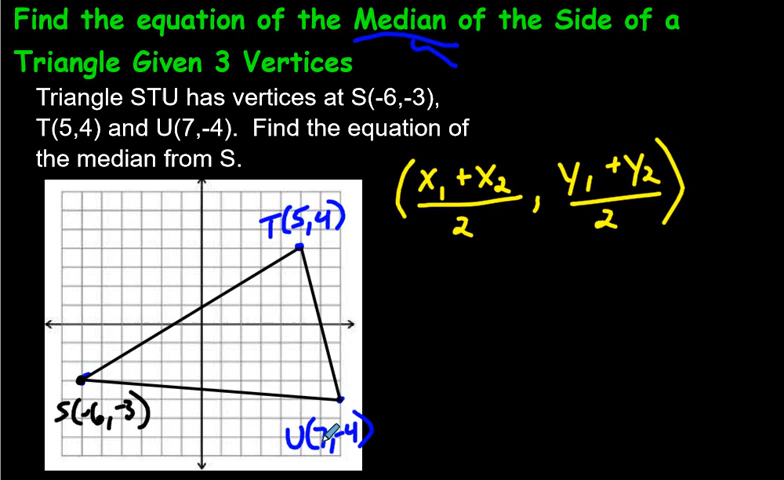 Find the equation of the Median of the Side of a
Triangle Given 3 Vertices
Triangle STU has vertices at S(-6,-3),
T(5,4) and U(7,-4).  Find the equation of
the median from S.
(x₁+x₂/2, y₁+y₂/2)
T(5,4)
S(-6,-3)
U(7,-4)